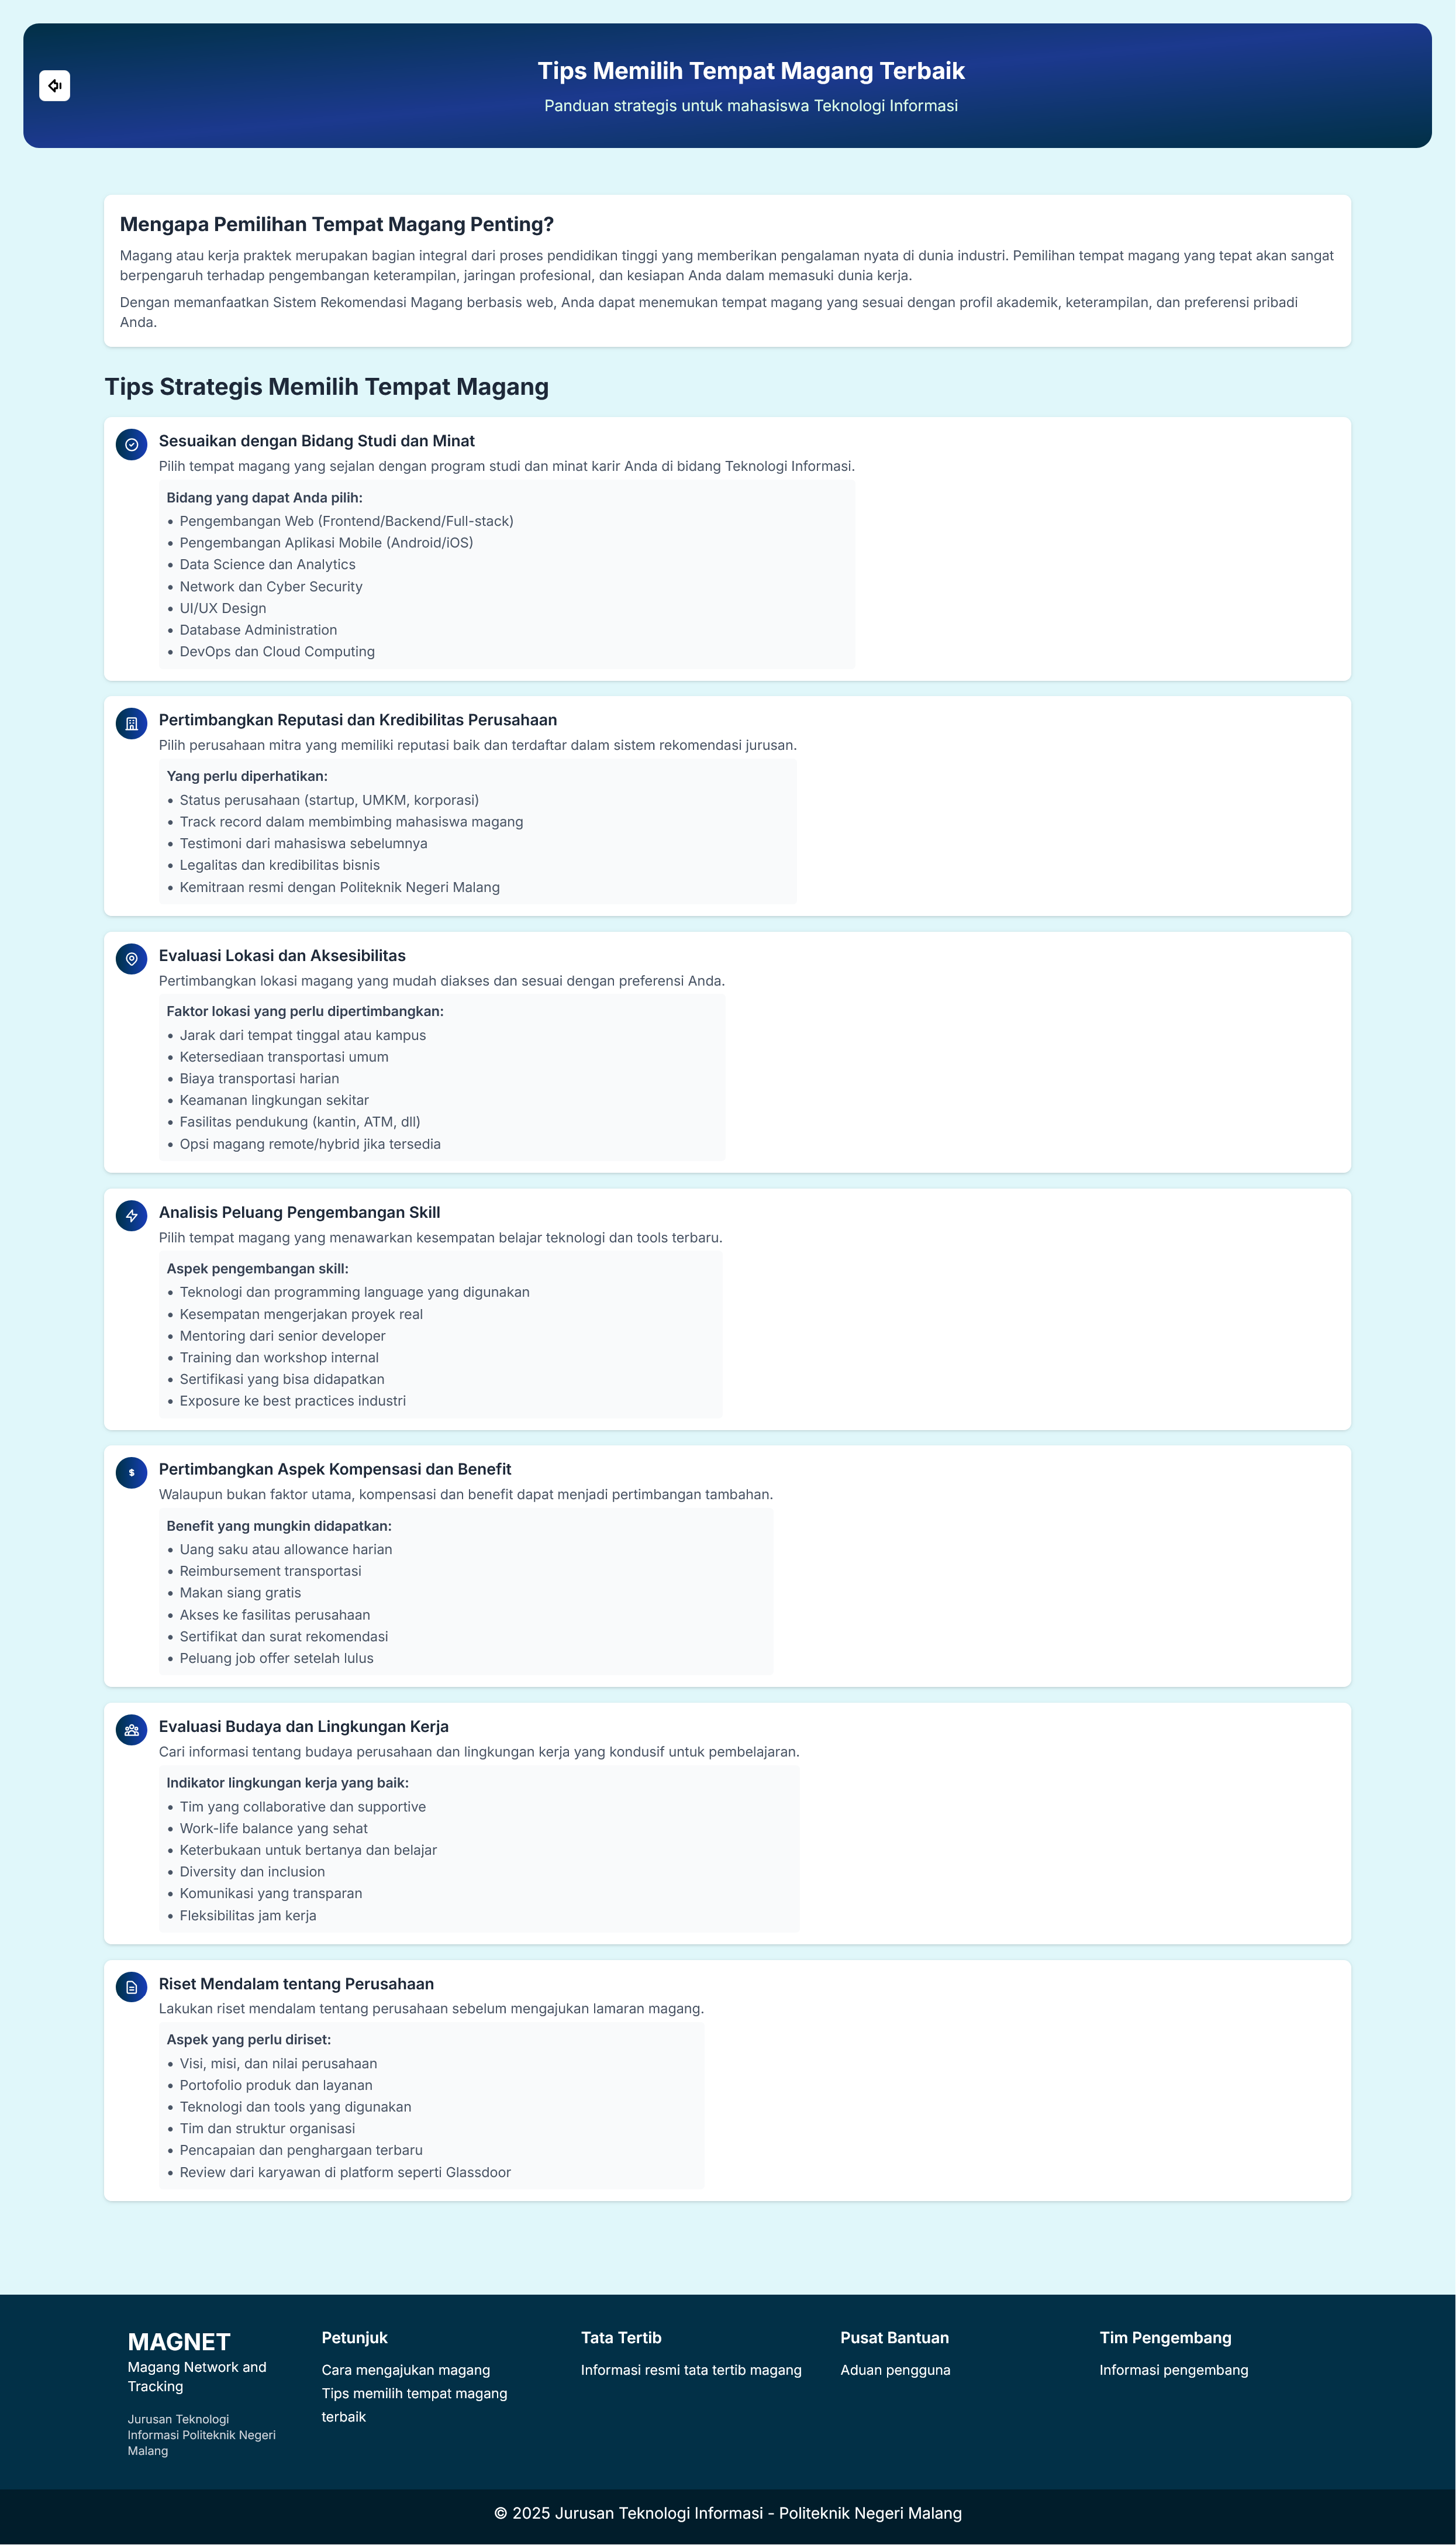 Tips Memilih Tempat Magang Terbaik
Panduan strategis untuk mahasiswa Teknologi Informasi
Mengapa Pemilihan Tempat Magang Penting?
Magang atau kerja praktek merupakan bagian integral dari proses pendidikan tinggi yang memberikan pengalaman nyata di dunia industri. Pemilihan tempat magang yang tepat akan sangat
berpengaruh terhadap pengembangan keterampilan, jaringan profesional, dan kesiapan Anda dalam memasuki dunia kerja.
Dengan memanfaatkan Sistem Rekomendasi Magang berbasis web, Anda dapat menemukan tempat magang yang sesuai dengan profil akademik, keterampilan, dan preferensi pribadi
Anda.
Tips Strategis Memilih Tempat Magang
Sesuaikan dengan Bidang Studi dan Minat
Pilih tempat magang yang sejalan dengan program studi dan minat karir Anda di bidang Teknologi Informasi.
Bidang yang dapat Anda pilih:
• Pengembangan Web (Frontend/Backend/Full-stack)
• Pengembangan Aplikasi Mobile (Android/iOS)
• Data Science dan Analytics
• Network dan Cyber Security
• UI/UX Design
• Database Administration
• DevOps dan Cloud Computing
Pertimbangkan Reputasi dan Kredibilitas Perusahaan
Pilih perusahaan mitra yang memiliki reputasi baik dan terdaftar dalam sistem rekomendasi jurusan.
Yang perlu diperhatikan:
• Status perusahaan (startup, UMKM, korporasi)
• Track record dalam membimbing mahasiswa magang
• Testimoni dari mahasiswa sebelumnya
• Legalitas dan kredibilitas bisnis
• Kemitraan resmi dengan Politeknik Negeri Malang
Evaluasi Lokasi dan Aksesibilitas
Pertimbangkan lokasi magang yang mudah diakses dan sesuai dengan preferensi Anda.
Faktor lokasi yang perlu dipertimbangkan:
• Jarak dari tempat tinggal atau kampus
• Ketersediaan transportasi umum
• Biaya transportasi harian
• Keamanan lingkungan sekitar
• Fasilitas pendukung (kantin, ATM, dll)
• Opsi magang remote/hybrid jika tersedia
Analisis Peluang Pengembangan Skill
Pilih tempat magang yang menawarkan kesempatan belajar teknologi dan tools terbaru.
Aspek pengembangan skill:
• Teknologi dan programming language yang digunakan
• Kesempatan mengerjakan proyek real
• Mentoring dari senior developer
• Training dan workshop internal
• Sertifikasi yang bisa didapatkan
• Exposure ke best practices industri
$
Pertimbangkan Aspek Kompensasi dan Benefit
Walaupun bukan faktor utama, kompensasi dan benefit dapat menjadi pertimbangan tambahan.
Benefit yang mungkin didapatkan:
• Uang saku atau allowance harian
• Reimbursement transportasi
• Makan siang gratis
• Akses ke fasilitas perusahaan
• Sertifikat dan surat rekomendasi
• Peluang job offer setelah lulus
Evaluasi Budaya dan Lingkungan Kerja
Cari informasi tentang budaya perusahaan dan lingkungan kerja yang kondusif untuk pembelajaran.
Indikator lingkungan kerja yang baik:
• Tim yang collaborative dan supportive
• Work-life balance yang sehat
• Keterbukaan untuk bertanya dan belajar
• Diversity dan inclusion
• Komunikasi yang transparan
• Fleksibilitas jam kerja
Riset Mendalam tentang Perusahaan
Lakukan riset mendalam tentang perusahaan sebelum mengajukan lamaran magang.
Aspek yang perlu diriset:
• Visi, misi, dan nilai perusahaan
• Portofolio produk dan layanan
• Teknologi dan tools yang digunakan
• Tim dan struktur organisasi
• Pencapaian dan penghargaan terbaru
• Review dari karyawan di platform seperti Glassdoor
MAGNET
Magang Network and
Tracking
Jurusan Teknologi
Informasi Politeknik Negeri
Malang
Petunjuk
Cara mengajukan magang
Tips memilih tempat magang
terbaik
Tata Tertib
Informasi resmi tata tertib magang
Pusat Bantuan
Aduan pengguna
Tim Pengembang
Informasi pengembang
© 2025 Jurusan Teknologi Informasi - Politeknik Negeri Malang